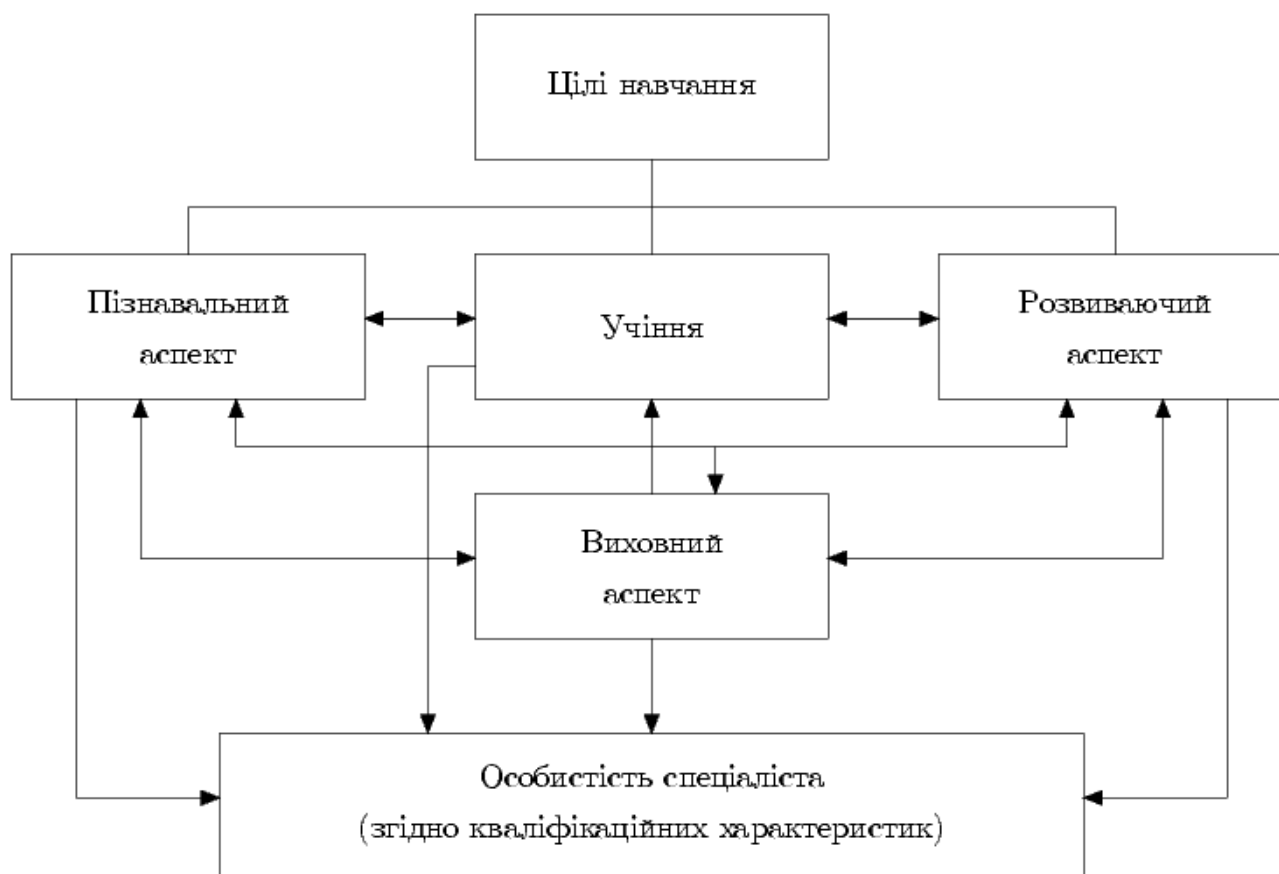 Цілі навчання
Пізнавальний
аспект
Учіння
Розвиваючий
аспект
Виховний
аспект
Особистість спеціаліста
(згідно кваліфікаційних характеристик)